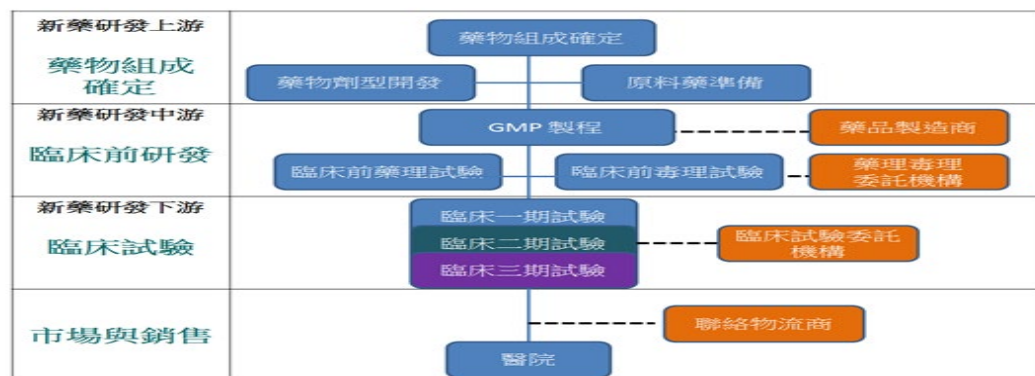 新藥研發上游
藥物組成
確定
藥物組成確定
藥物劑型開發
原料藥準備
新藥研發中游
臨床前研發
GMP 製程
藥品製造商
臨床前藥理試驗
臨床前毒理試驗
藥理毒理
委託機構
新藥研發下游
臨床試驗
臨床一期試驗
臨床二期試驗
臨床三期試驗
臨床試驗委託
機構
市場與銷售
聯絡物流商
醫院